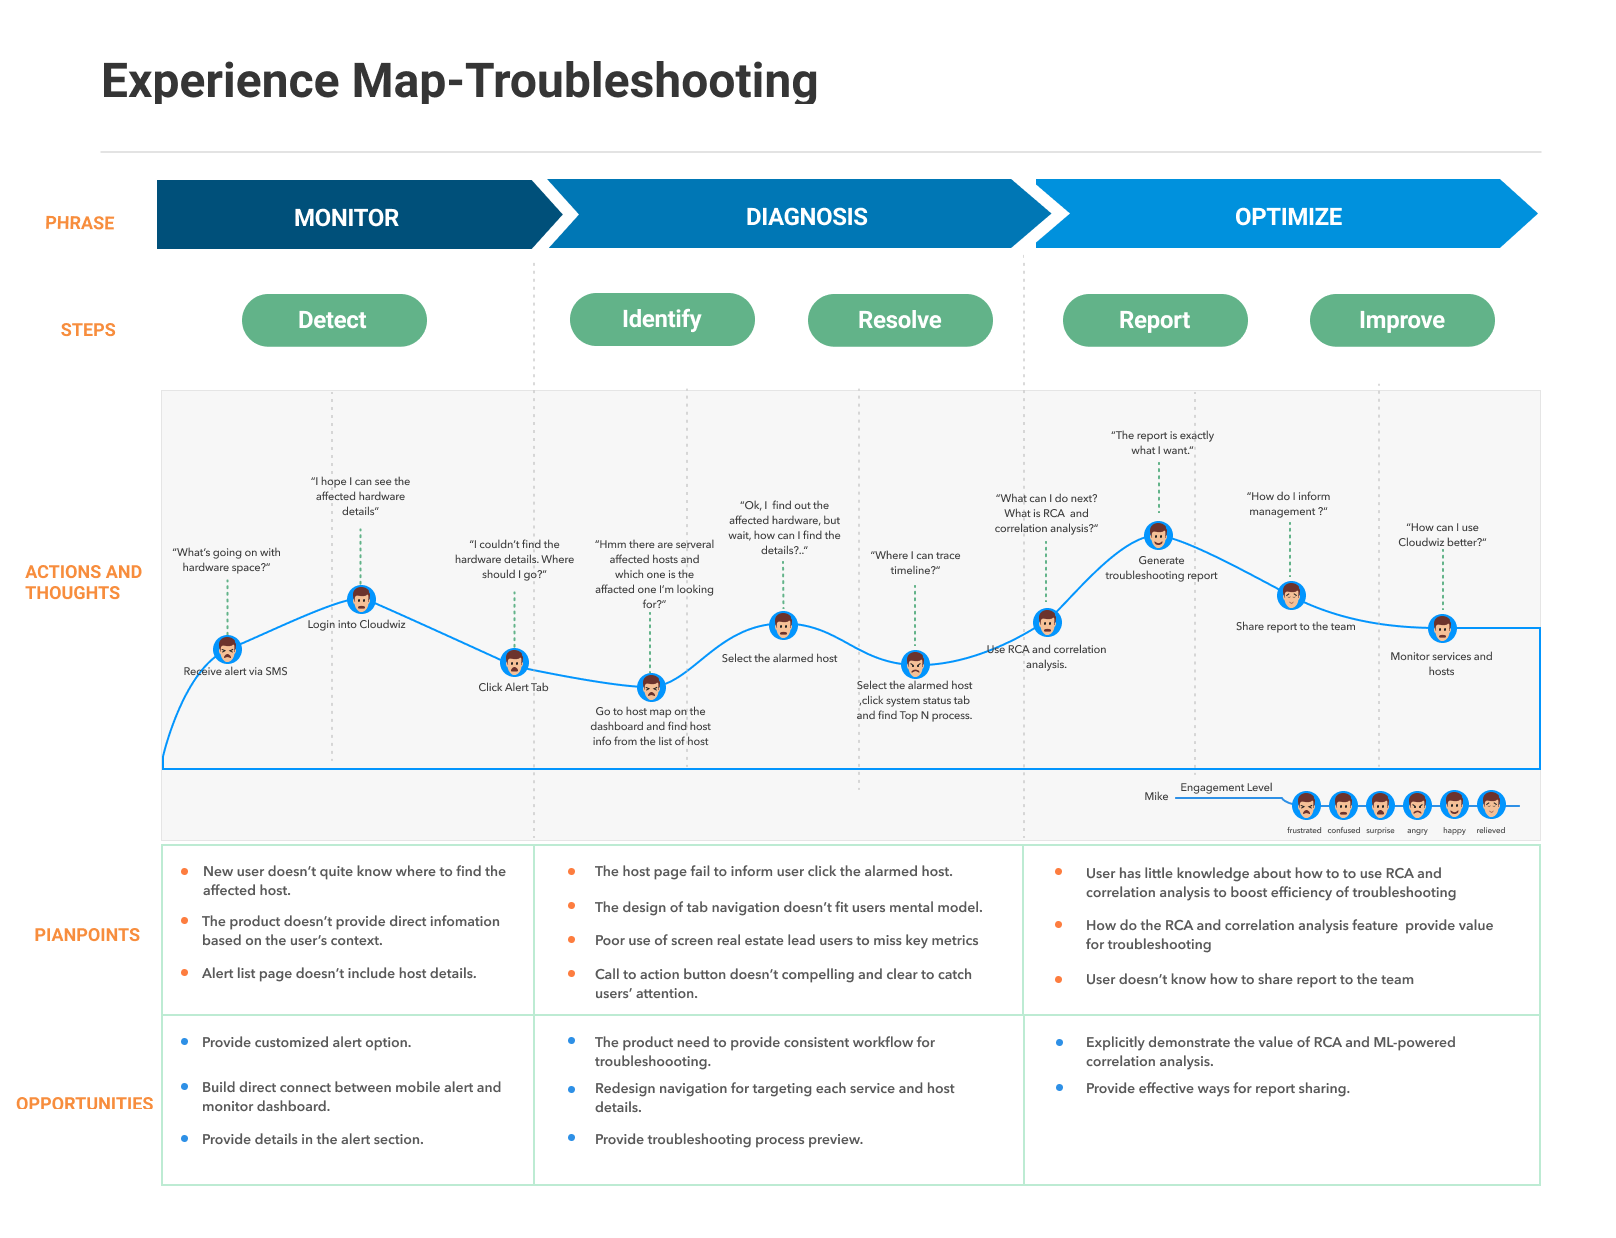 Experience Map-Troubleshooting
PHRASE
MONITOR
DIAGNOSIS
OPTIMIZE
STEPS
Detect
Identify
Resolve
Report
Improve
ACTIONS AND
THOUGHTS
“What’s going on with
hardware space?”
Receive alert via SMS
“I hope I can see the
affected hardware
details”
Login into Cloudwiz
“I couldn’t find the
hardware details. Where
should I go?”
Click Alert Tab
“Hmm there are serveral
affected hosts and
which one is the
affacted one I’m looking
for?”
Go to host map on the
dashboard and find host
info from the list of host
“Ok, I find out the
affected hardware, but
wait, how can I find the
details?..”
Select the alarmed host
“Where I can trace
timeline?”
Select the alarmed host
,click system status tab
and find Top N process.
“What can I do next?
What is RCA and
correlation analysis?”
Use RCA and correlation
analysis.
“The report is exactly
what I want.”
Generate
troubleshooting report
“How do I inform
management ?”
Share report to the team
“How can I use
Cloudwiz better?”
Monitor services and
hosts
Mike
Engagement Level
frustrated confused surprise angry happy relieved
PIANPOINTS
New user doesn’t quite know where to find the
affected host.
The product doesn’t provide direct infomation
based on the user’s context.
Alert list page doesn’t include host details.
The host page fail to inform user click the alarmed host.
The design of tab navigation doesn’t fit users mental model.
Poor use of screen real estate lead users to miss key metrics
Call to action button doesn’t compelling and clear to catch
users’ attention.
User has little knowledge about how to to use RCA and
correlation analysis to boost efficiency of troubleshooting
How do the RCA and correlation analysis feature provide value
for troubleshooting
User doesn’t know how to share report to the team
OPPORTUNITIES
Provide customized alert option.
Build direct connect between mobile alert and
monitor dashboard.
Provide details in the alert section.
The product need to provide consistent workflow for
troubleshoooting.
Redesign navigation for targeting each service and host
details.
Provide troubleshooting process preview.
Explicitly demonstrate the value of RCA and ML-powered
correlation analysis.
Provide effective ways for report sharing.